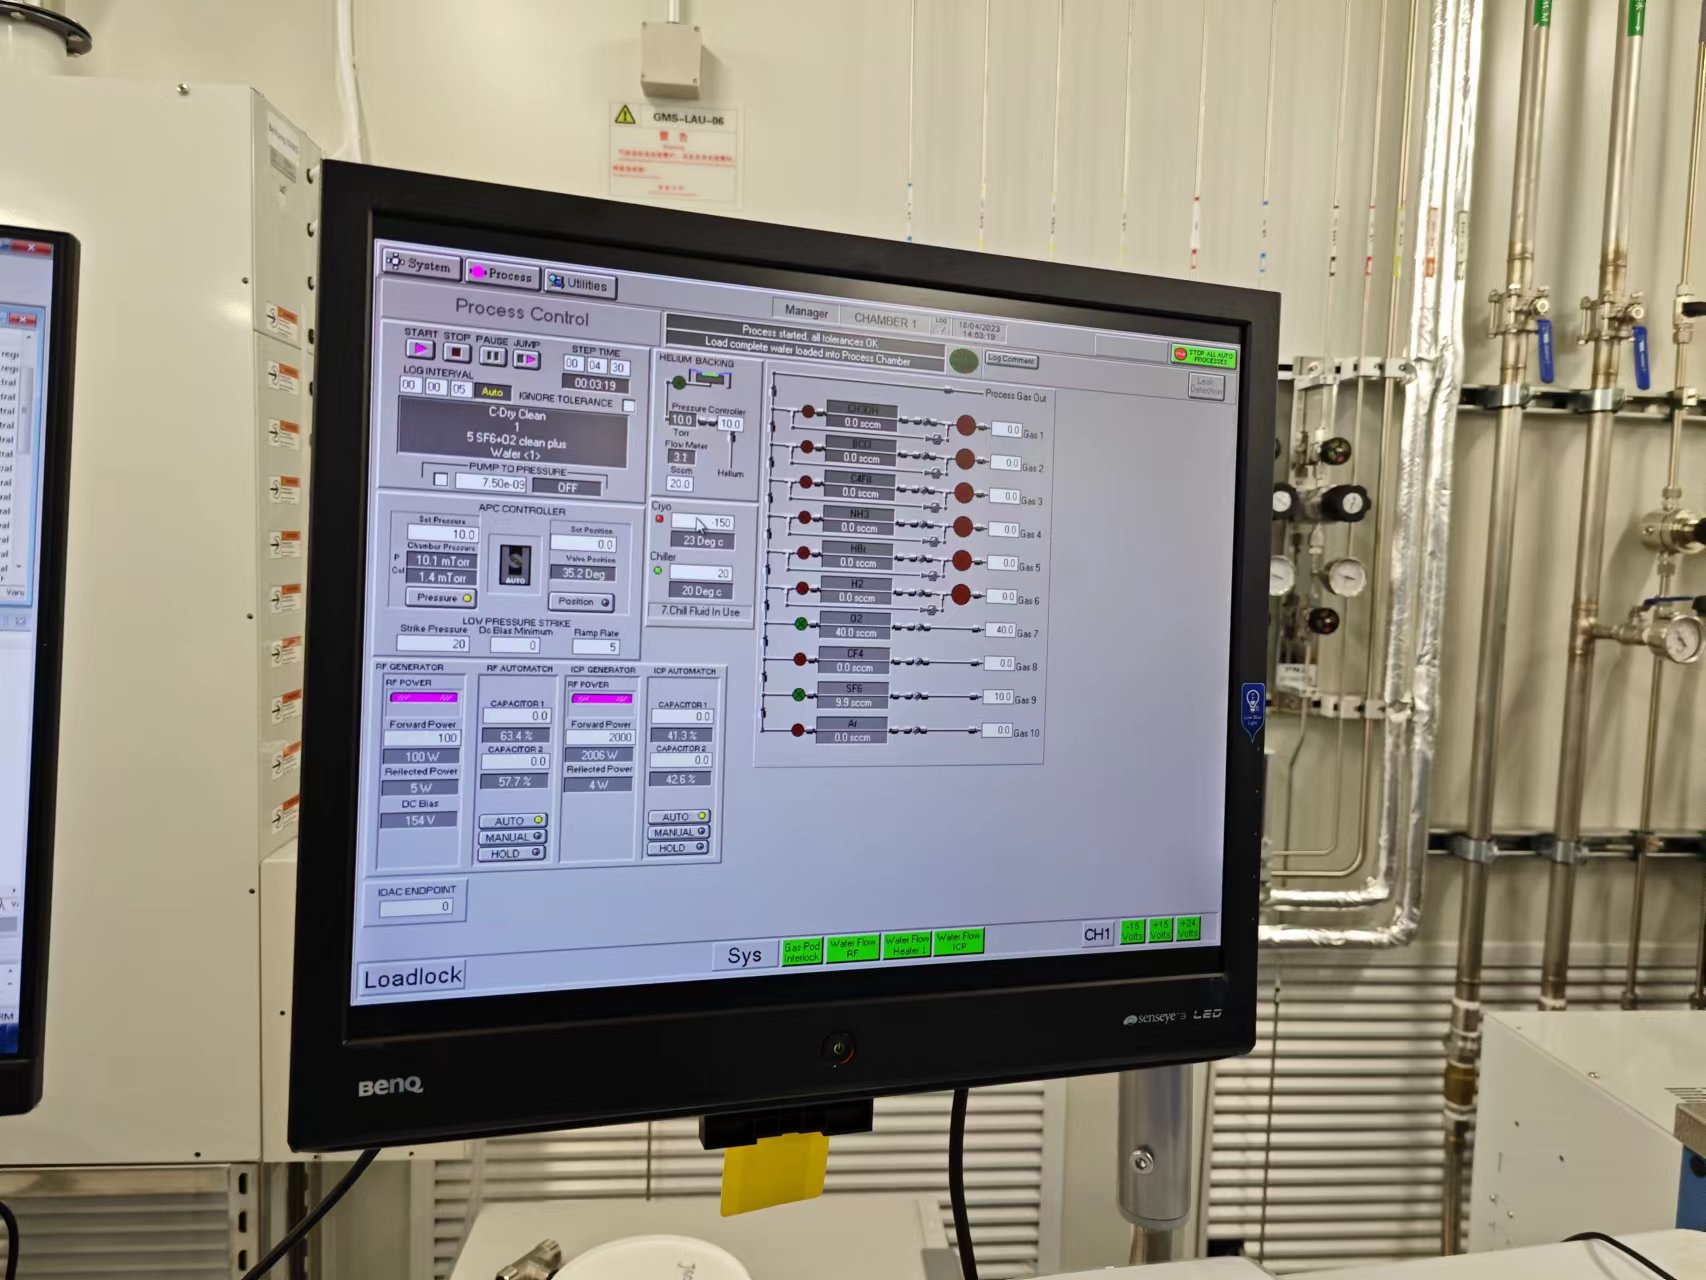 GMS-LAU-06
警 告
System
Process
Utilities
Process Control
Manager
CHAMBER 1
LOG
18/04/2023
14:53:19
STOP ALL AUTO
PROCESSES
Process started, all tolerances OK
Load complete wafer loaded into Process Chamber
Log Comment
Leak
Detection
START STOP PAUSE JUMP
STEP TIME
00 04 30
00:03:19
LOG INTERVAL
00 00 05 Auto
IGNORE TOLERANCE
C-Dry Clean
1
5 SF6+O2 clean plus
Wafer <1>
PUMP TO PRESSURE
7.50e-09 OFF
HELIUM BACKING
Pressure Controller
10.0 10.0
Torr
Flow Meter
3.1
Sccm Helium
20.0
APC CONTROLLER
Set Pressure
10.0
Chamber Pressure
P 10.1 mTorr
1.4 mTorr
Pressure
AUTO
Set Position
0.0
Valve Position
35.2 Deg
Position
LOW PRESSURE STRIKE
Strike Pressure
20
Dc Bias Minimum
0
Ramp Rate
5
Cryo
-150
23 Deg c
Chiller
20
20 Deg c
7.Chill Fluid In Use
RF GENERATOR
RF POWER
Forward Power
100
100 W
Reflected Power
5 W
DC Bias
154 V
RF AUTOMATCH
CAPACITOR 1
0.0
63.4 %
CAPACITOR 2
0.0
57.7 %
AUTO
MANUAL
HOLD
ICP GENERATOR
RF POWER
Forward Power
2000
2006 W
Reflected Power
4 W
ICP AUTOMATCH
CAPACITOR 1
0.0
41.3 %
CAPACITOR 2
0.0
42.6 %
AUTO
MANUAL
HOLD
IDAC ENDPOINT
0
Process Gas Out
0.0 sccm 0.0 Gas 1
0.0 sccm 0.0 Gas 2
C4F8
0.0 sccm 0.0 Gas 3
NH3
0.0 sccm 0.0 Gas 4
HBr
0.0 sccm 0.0 Gas 5
H2
0.0 sccm 0.0 Gas 6
O2
40.0 sccm 40.0 Gas 7
CF4
0.0 sccm 0.0 Gas 8
SF6
9.9 sccm 10.0 Gas 9
Ar
0.0 sccm 0.0 Gas 10
Loadlock
Sys
Gas-Pod
Interlock
Water Flow
RF
Water Flow
Heater 1
Water Flow
ICP
CH1
-15
Volts
+15
Volts
+24
Volts
BenQ
senseye 3 LED
Low Blue
Light